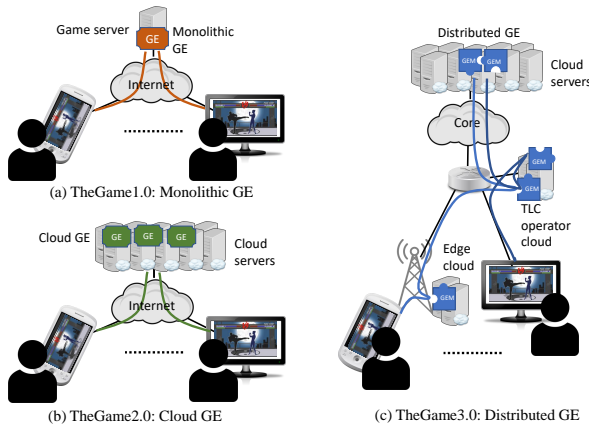 Game server
Monolithic
GE
GE
Internet
(a) TheGame1.0: Monolithic GE
Cloud GE
GE
GE
GE
Cloud
servers
Internet
(b) TheGame2.0: Cloud GE
Distributed GE
GEM
GEM
Cloud
servers
Core
GEM
GEM
TLC
operator
cloud
Edge
cloud
GEM
(c) TheGame3.0: Distributed GE